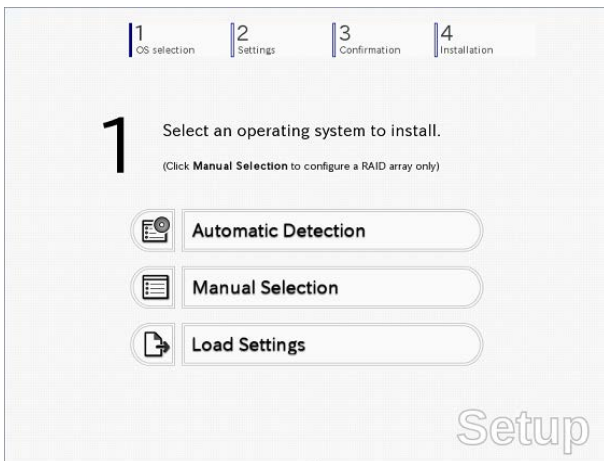 1
OS selection
2
Settings
3
Confirmation
4
Installation
1
Select an operating system to install.
(Click Manual Selection to configure a RAID array only)
Automatic Detection
Manual Selection
Load Settings
Setup